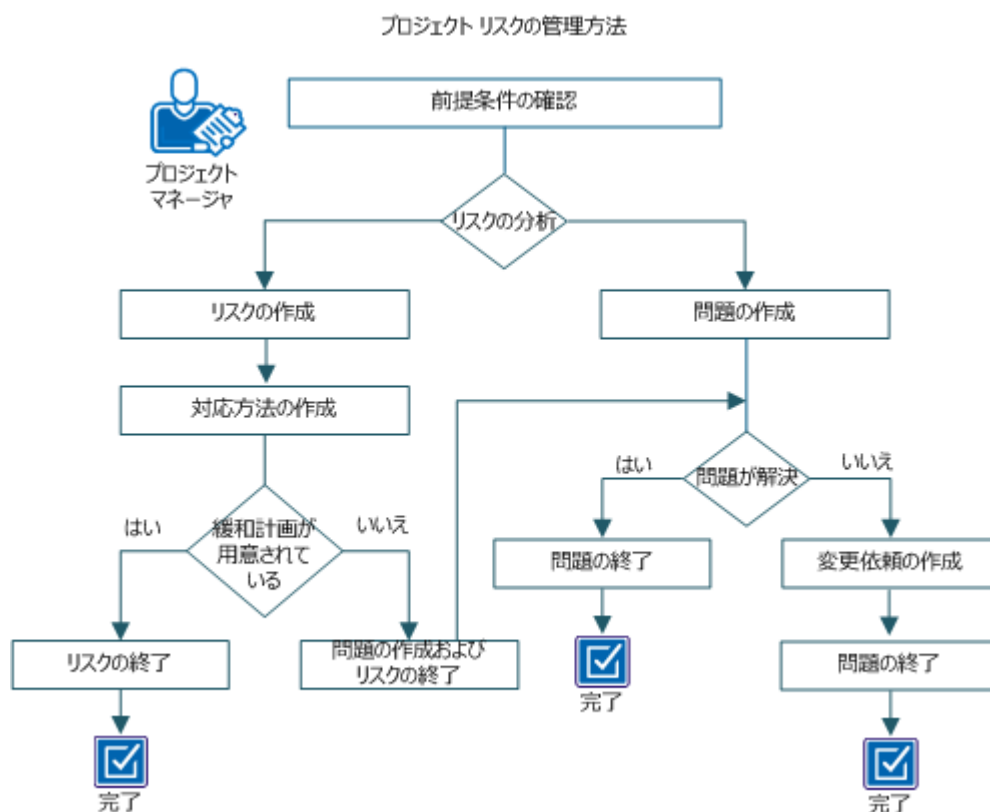 プロジェクト リスクの管理方法
前提条件の確認
プロジェクト
マネージャ
リスクの分析
リスクの作成
問題の作成
対応方法の作成
はい
問題が解決
いいえ
はい
緩和計画が
用意されて
いる
いいえ
問題の終了
変更依頼の作成
リスクの終了
問題の作成および
リスクの終了
問題の終了
完了
完了
完了